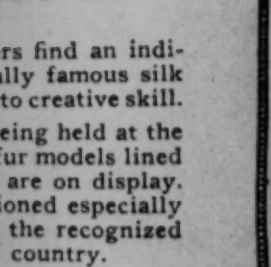 rs find an indi-
ally famous silk
to creative skill.
eing held at the
fur models lined
are on display.
ioned especially
the recognized
country.